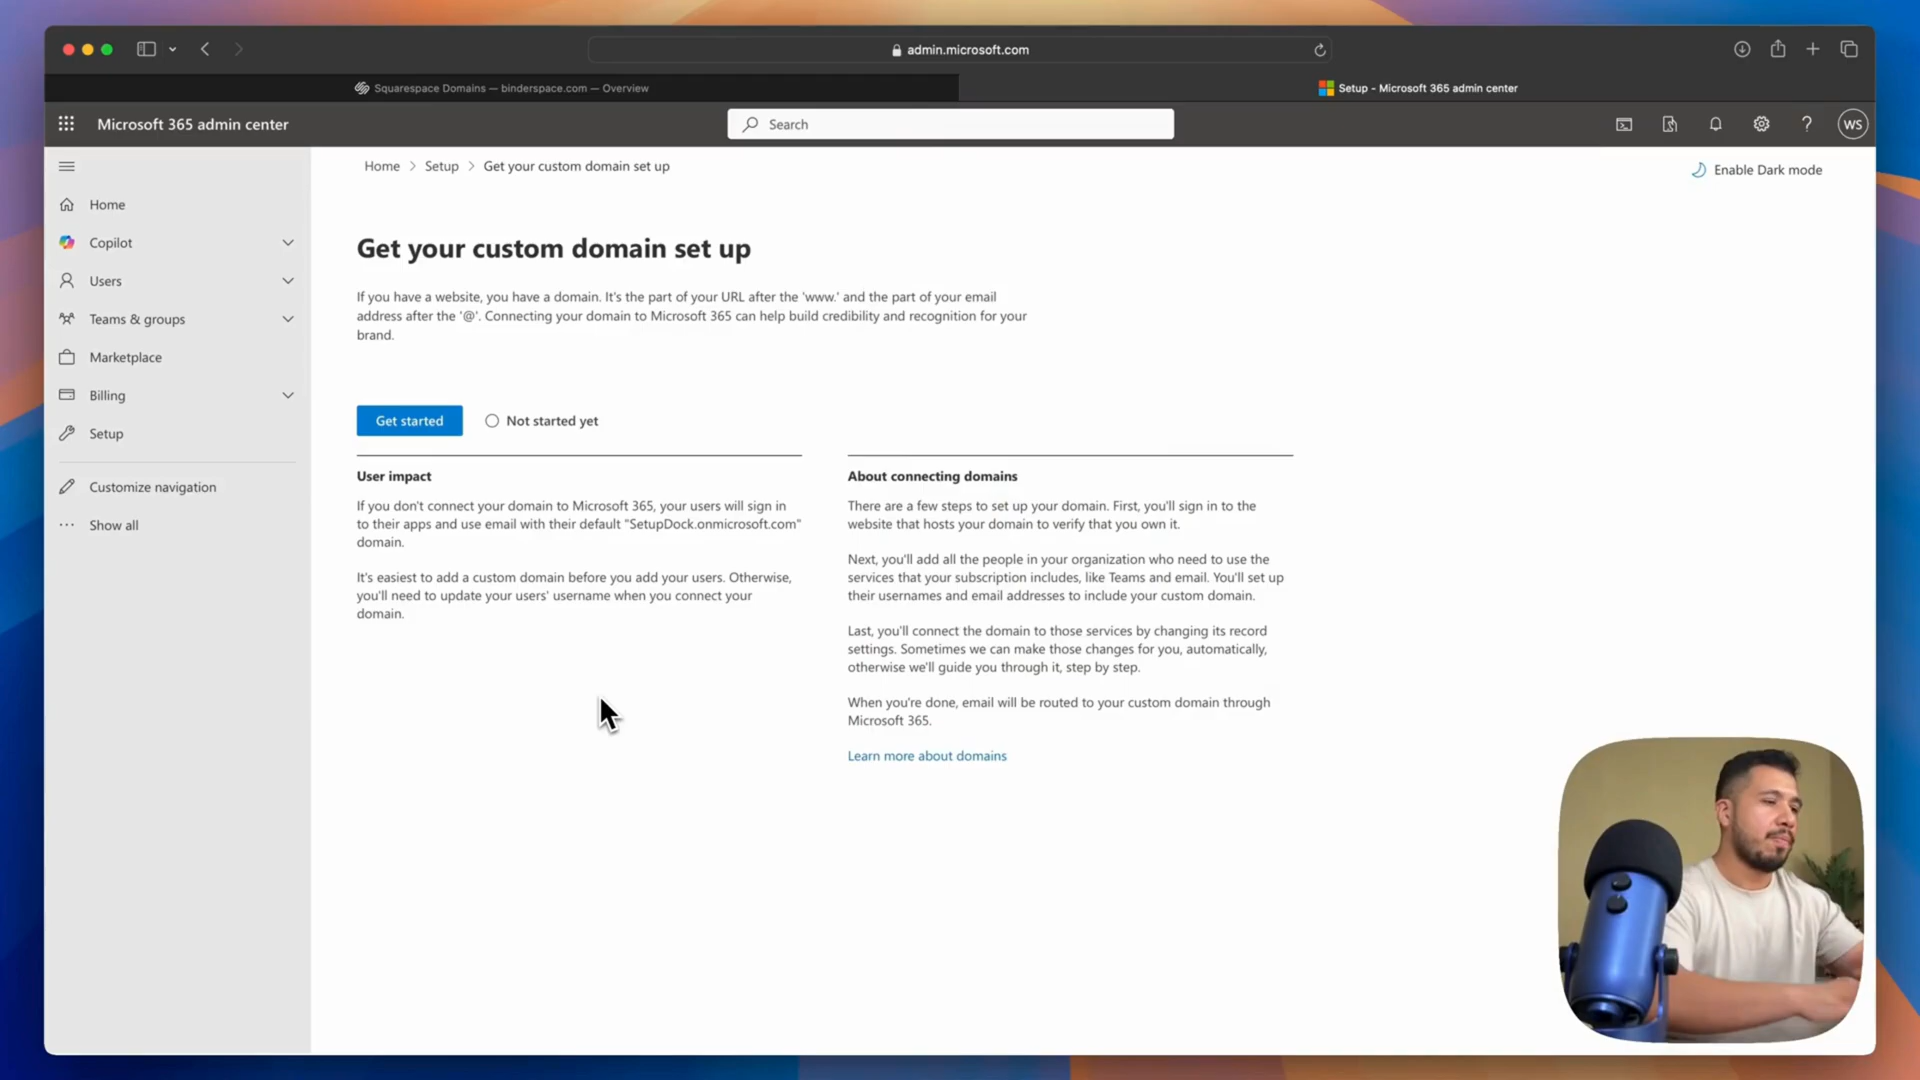 admin.microsoft.com
Squarespace Domains — binderspace.com — Overview
Setup - Microsoft 365 admin center
Microsoft 365 admin center
Search
WS
Home > Setup > Get your custom domain set up
Enable Dark mode
Home
Copilot
Users
Teams & groups
Marketplace
Billing
Setup
Customize navigation
Show all
Get your custom domain set up
If you have a website, you have a domain. It's the part of your URL after the 'www.' and the part of your email
address after the '@'. Connecting your domain to Microsoft 365 can help build credibility and recognition for your
brand.
Get started
Not started yet
User impact
If you don't connect your domain to Microsoft 365, your users will sign in
to their apps and use email with their default "SetupDock.onmicrosoft.com"
domain.
It's easiest to add a custom domain before you add your users. Otherwise,
you'll need to update your users' username when you connect your
domain.
About connecting domains
There are a few steps to set up your domain. First, you'll sign in to the
website that hosts your domain to verify that you own it.
Next, you'll add all the people in your organization who need to use the
services that your subscription includes, like Teams and email. You'll set up
their usernames and email addresses to include your custom domain.
Last, you'll connect the domain to those services by changing its record
settings. Sometimes we can make those changes for you, automatically,
otherwise we'll guide you through it, step by step.
When you're done, email will be routed to your custom domain through
Microsoft 365.
Learn more about domains